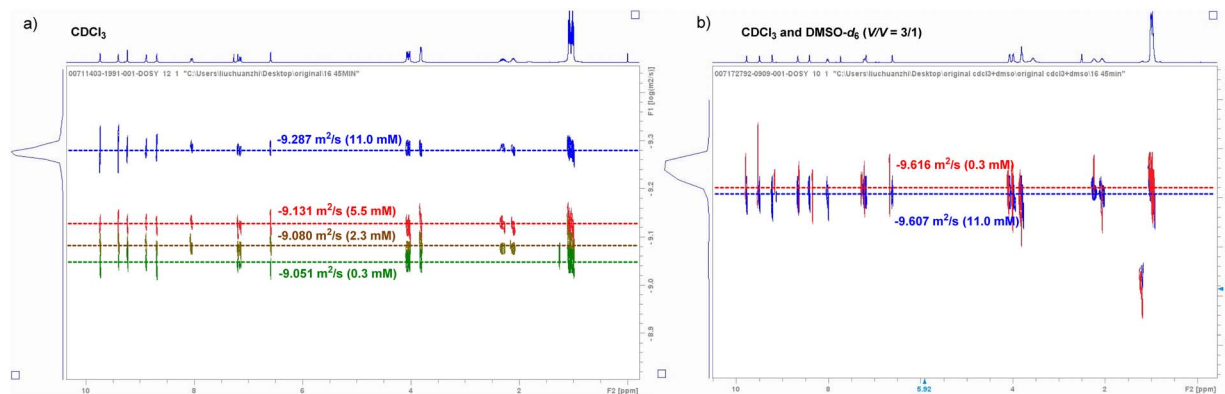 a)
CDCl₃
00711403-1991-001-DOSY 12 1 "C:\Users\liuchuanzhi\Desktop\original\16 45MIN"
-9.287 m²/s (11.0 mM)
-9.131 m²/s (5.5 mM)
-9.080 m²/s (2.3 mM)
-9.051 m²/s (0.3 mM)
F1 [log(m2/s)]
-9.3
-9.2
-9.1
-9.0
-8.9
10 8 6 4 2 F2 [ppm]
b)
CDCl₃ and DMSO-d₆ (V/V = 3/1)
007172792-0909-001-DOSY 10 1 "C:\Users\liuchuanzhi\Desktop\original cdcl3+dmso\original cdcl3+dmso\16 45min"
-9.616 m²/s (0.3 mM)
-9.607 m²/s (11.0 mM)
10 8 5.92 4 2 F2 [ppm]